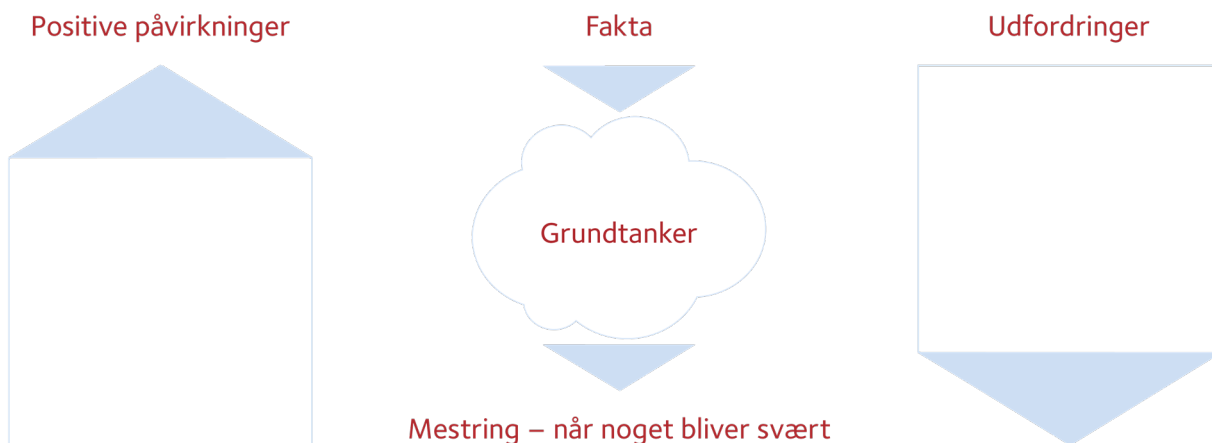 Positive påvirkninger
Fakta
Udfordringer
Grundtanker
Mestring – når noget bliver svært